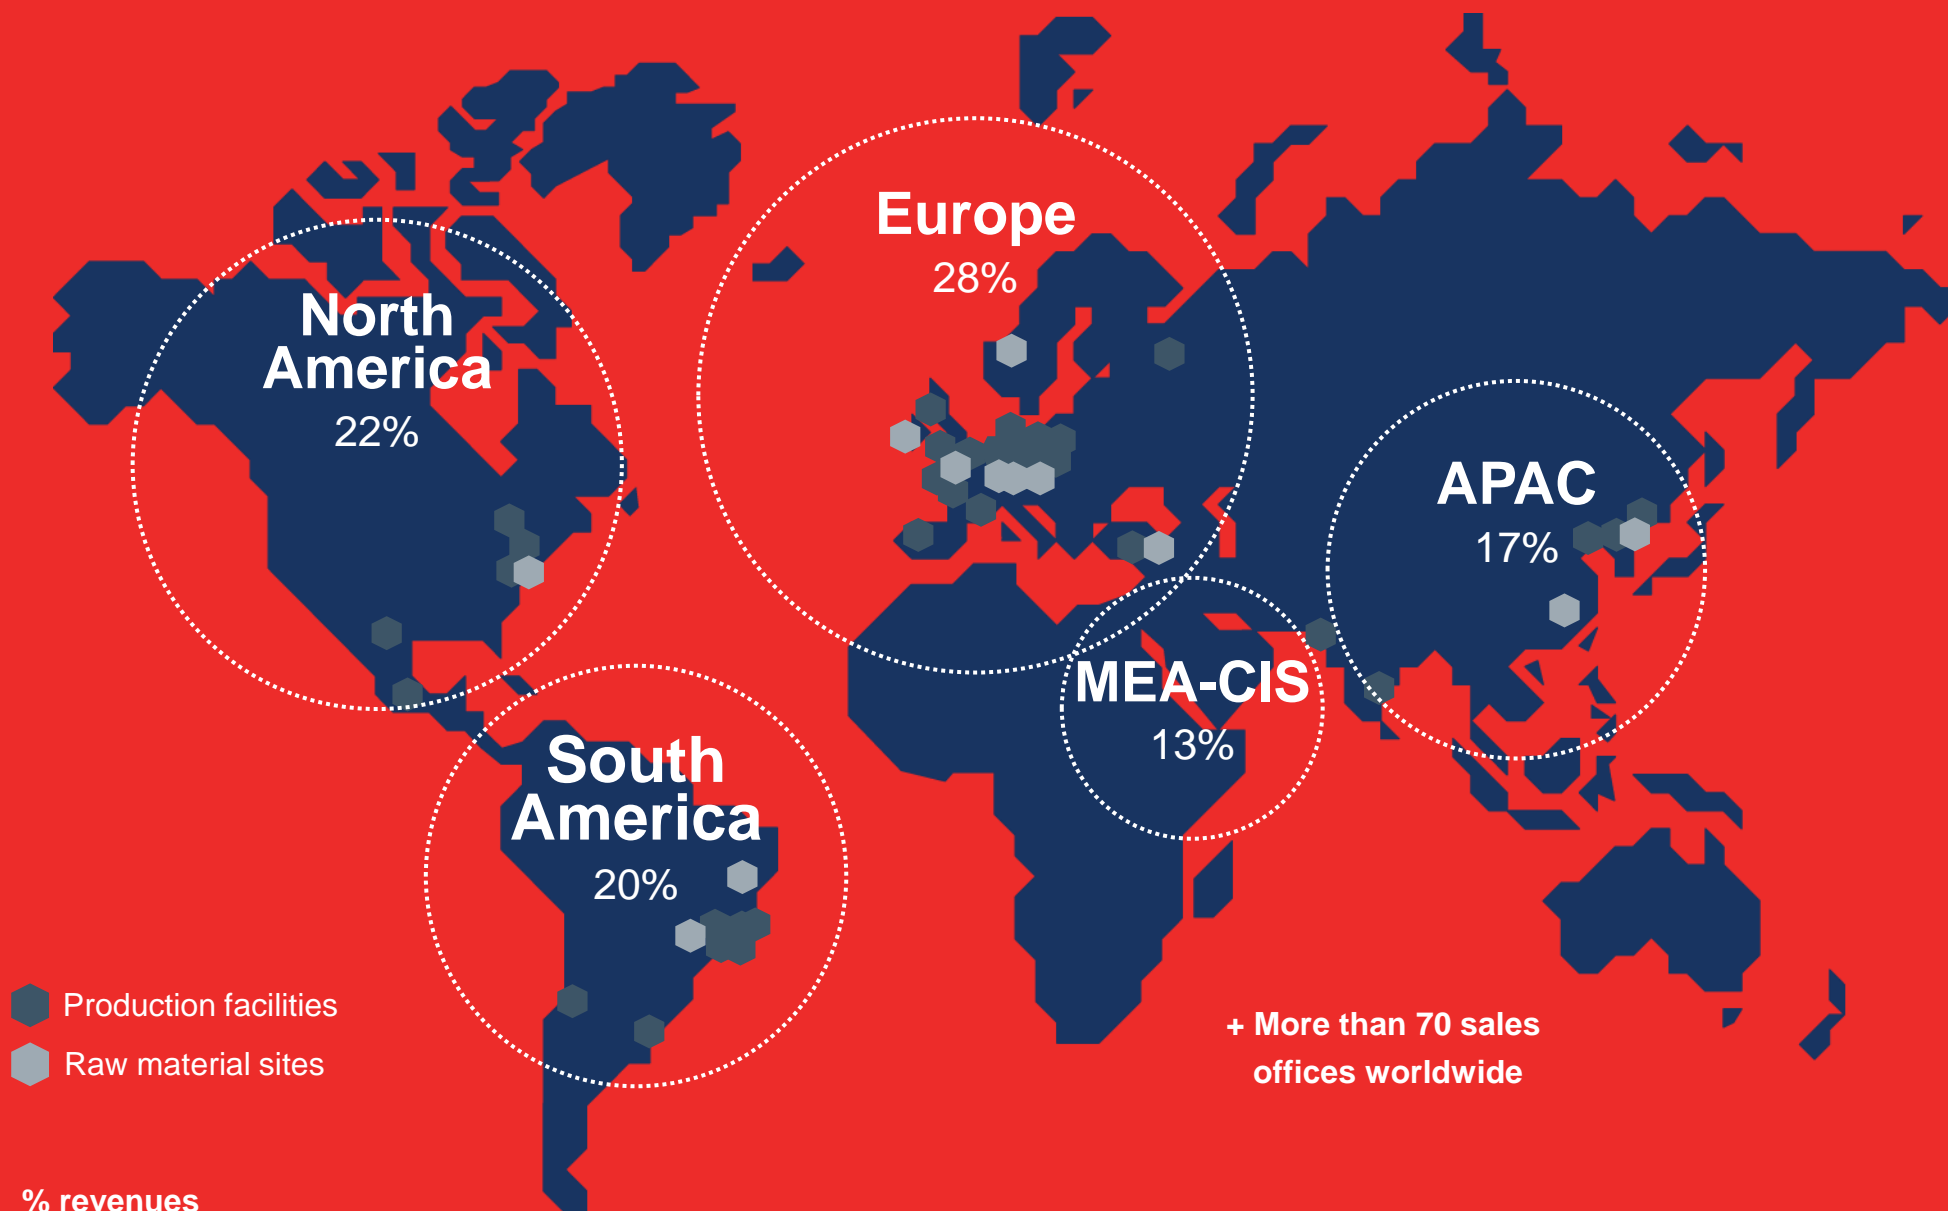 Europe
28%
North
America
22%
APAC
17%
MEA-CIS
13%
South
America
20%
Production facilities
Raw material sites
+ More than 70 sales
offices worldwide
% revenues